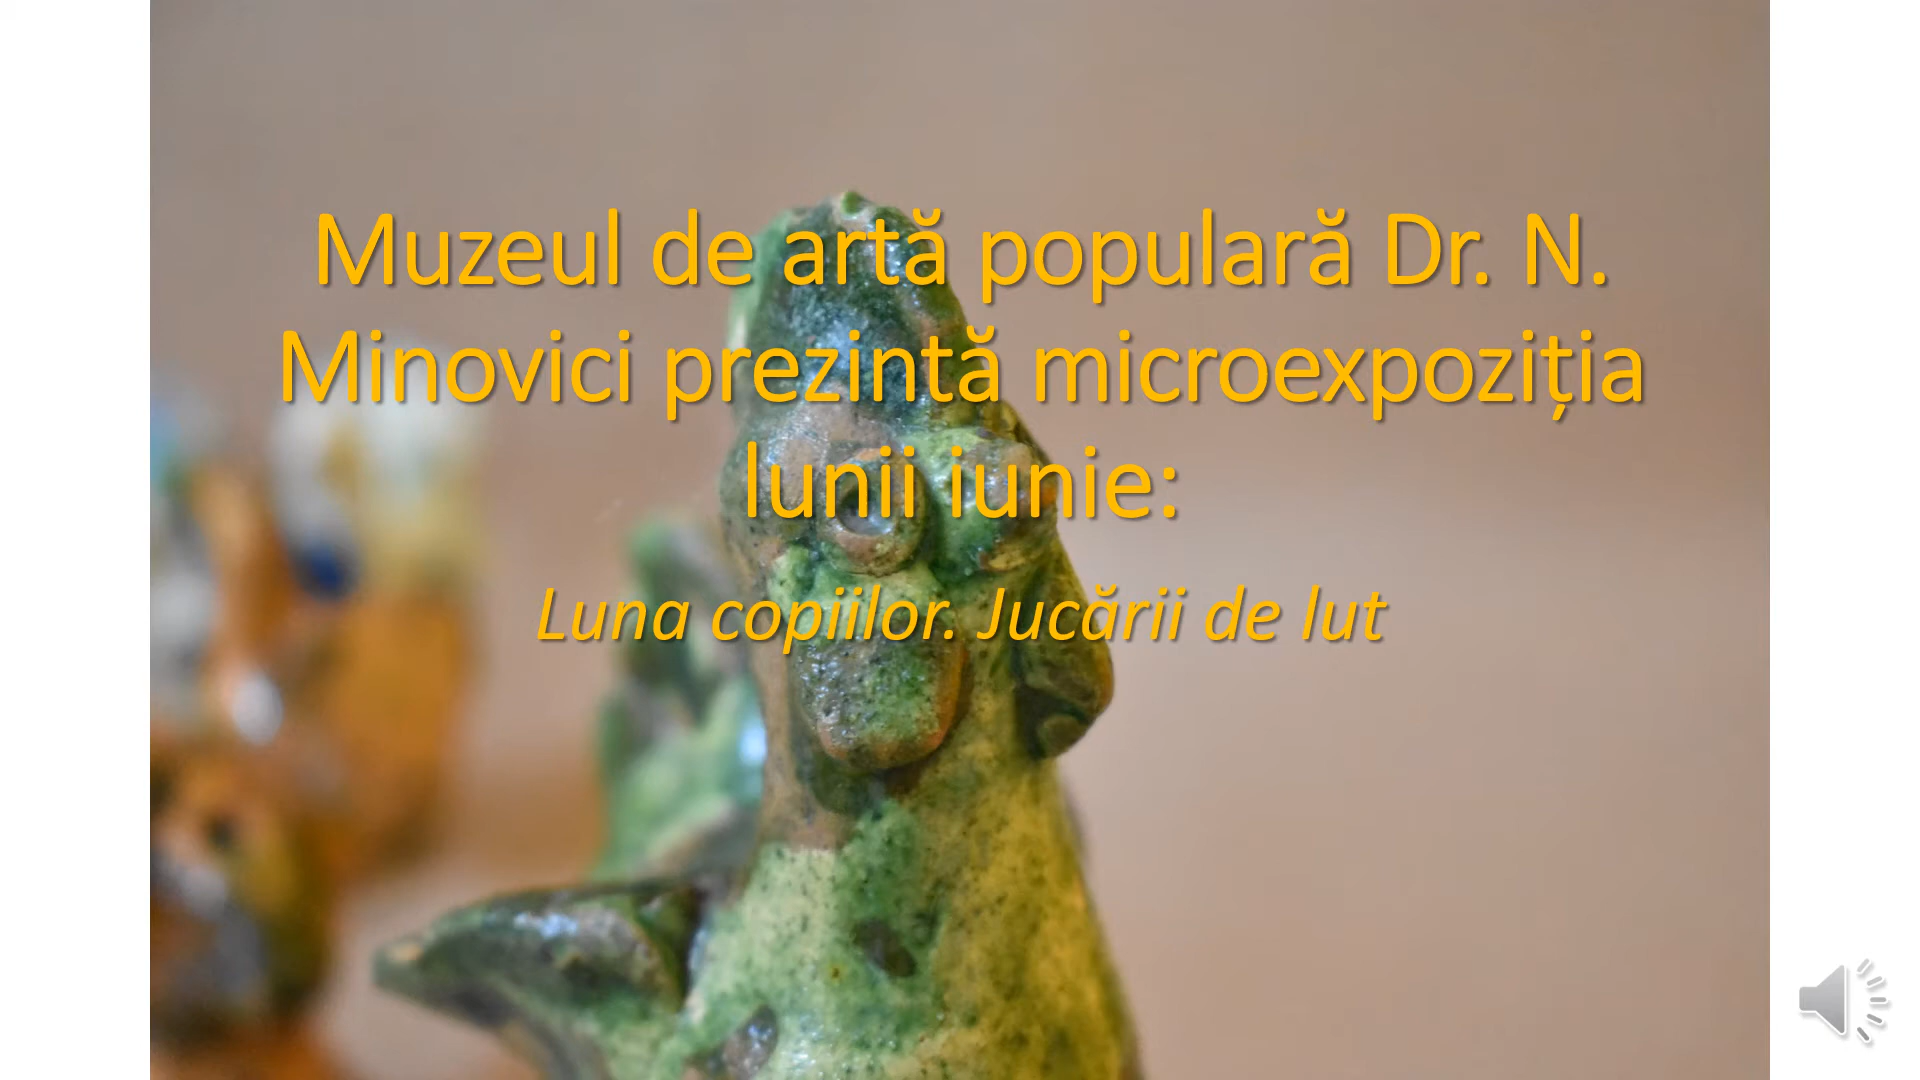 Muzeul de artă populară Dr. N.
Minovici prezintă microexpoziția
lunii iunie:
Luna copiilor. Jucării de lut